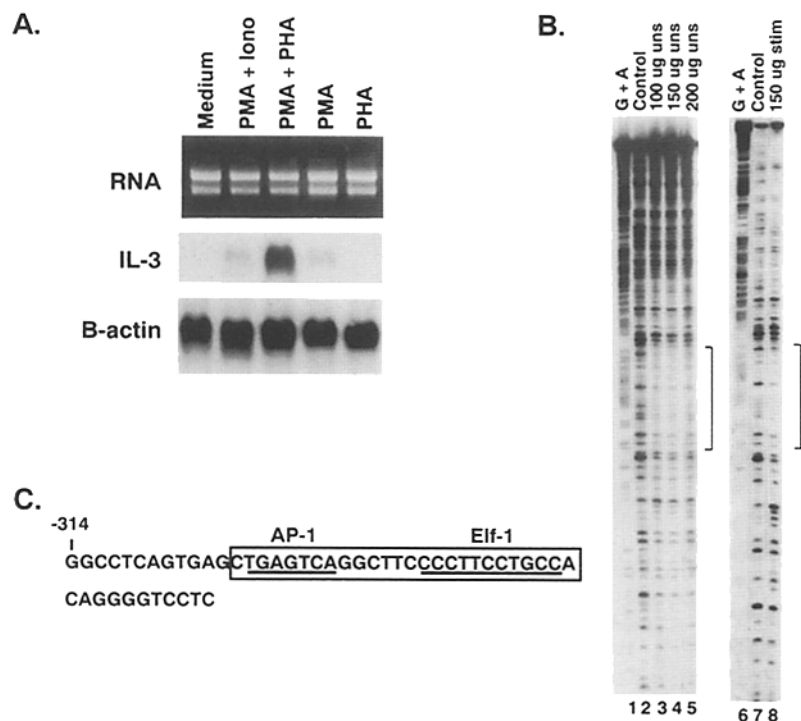 A.
Medium
PMA + Iono
PMA + PHA
PMA
PHA
RNA
IL-3
B-actin
B.
G + A
Control
100 ug uns
150 ug uns
200 ug uns
G + A
Control
150 ug stim
1 2 3 4 5
6 7 8
C.
-314
AP-1 Elf-1
GGCCTCAGTGAGCTGAGTCAGGCTTCCCCTTCCTGCCA
CAGGGGTCCTC